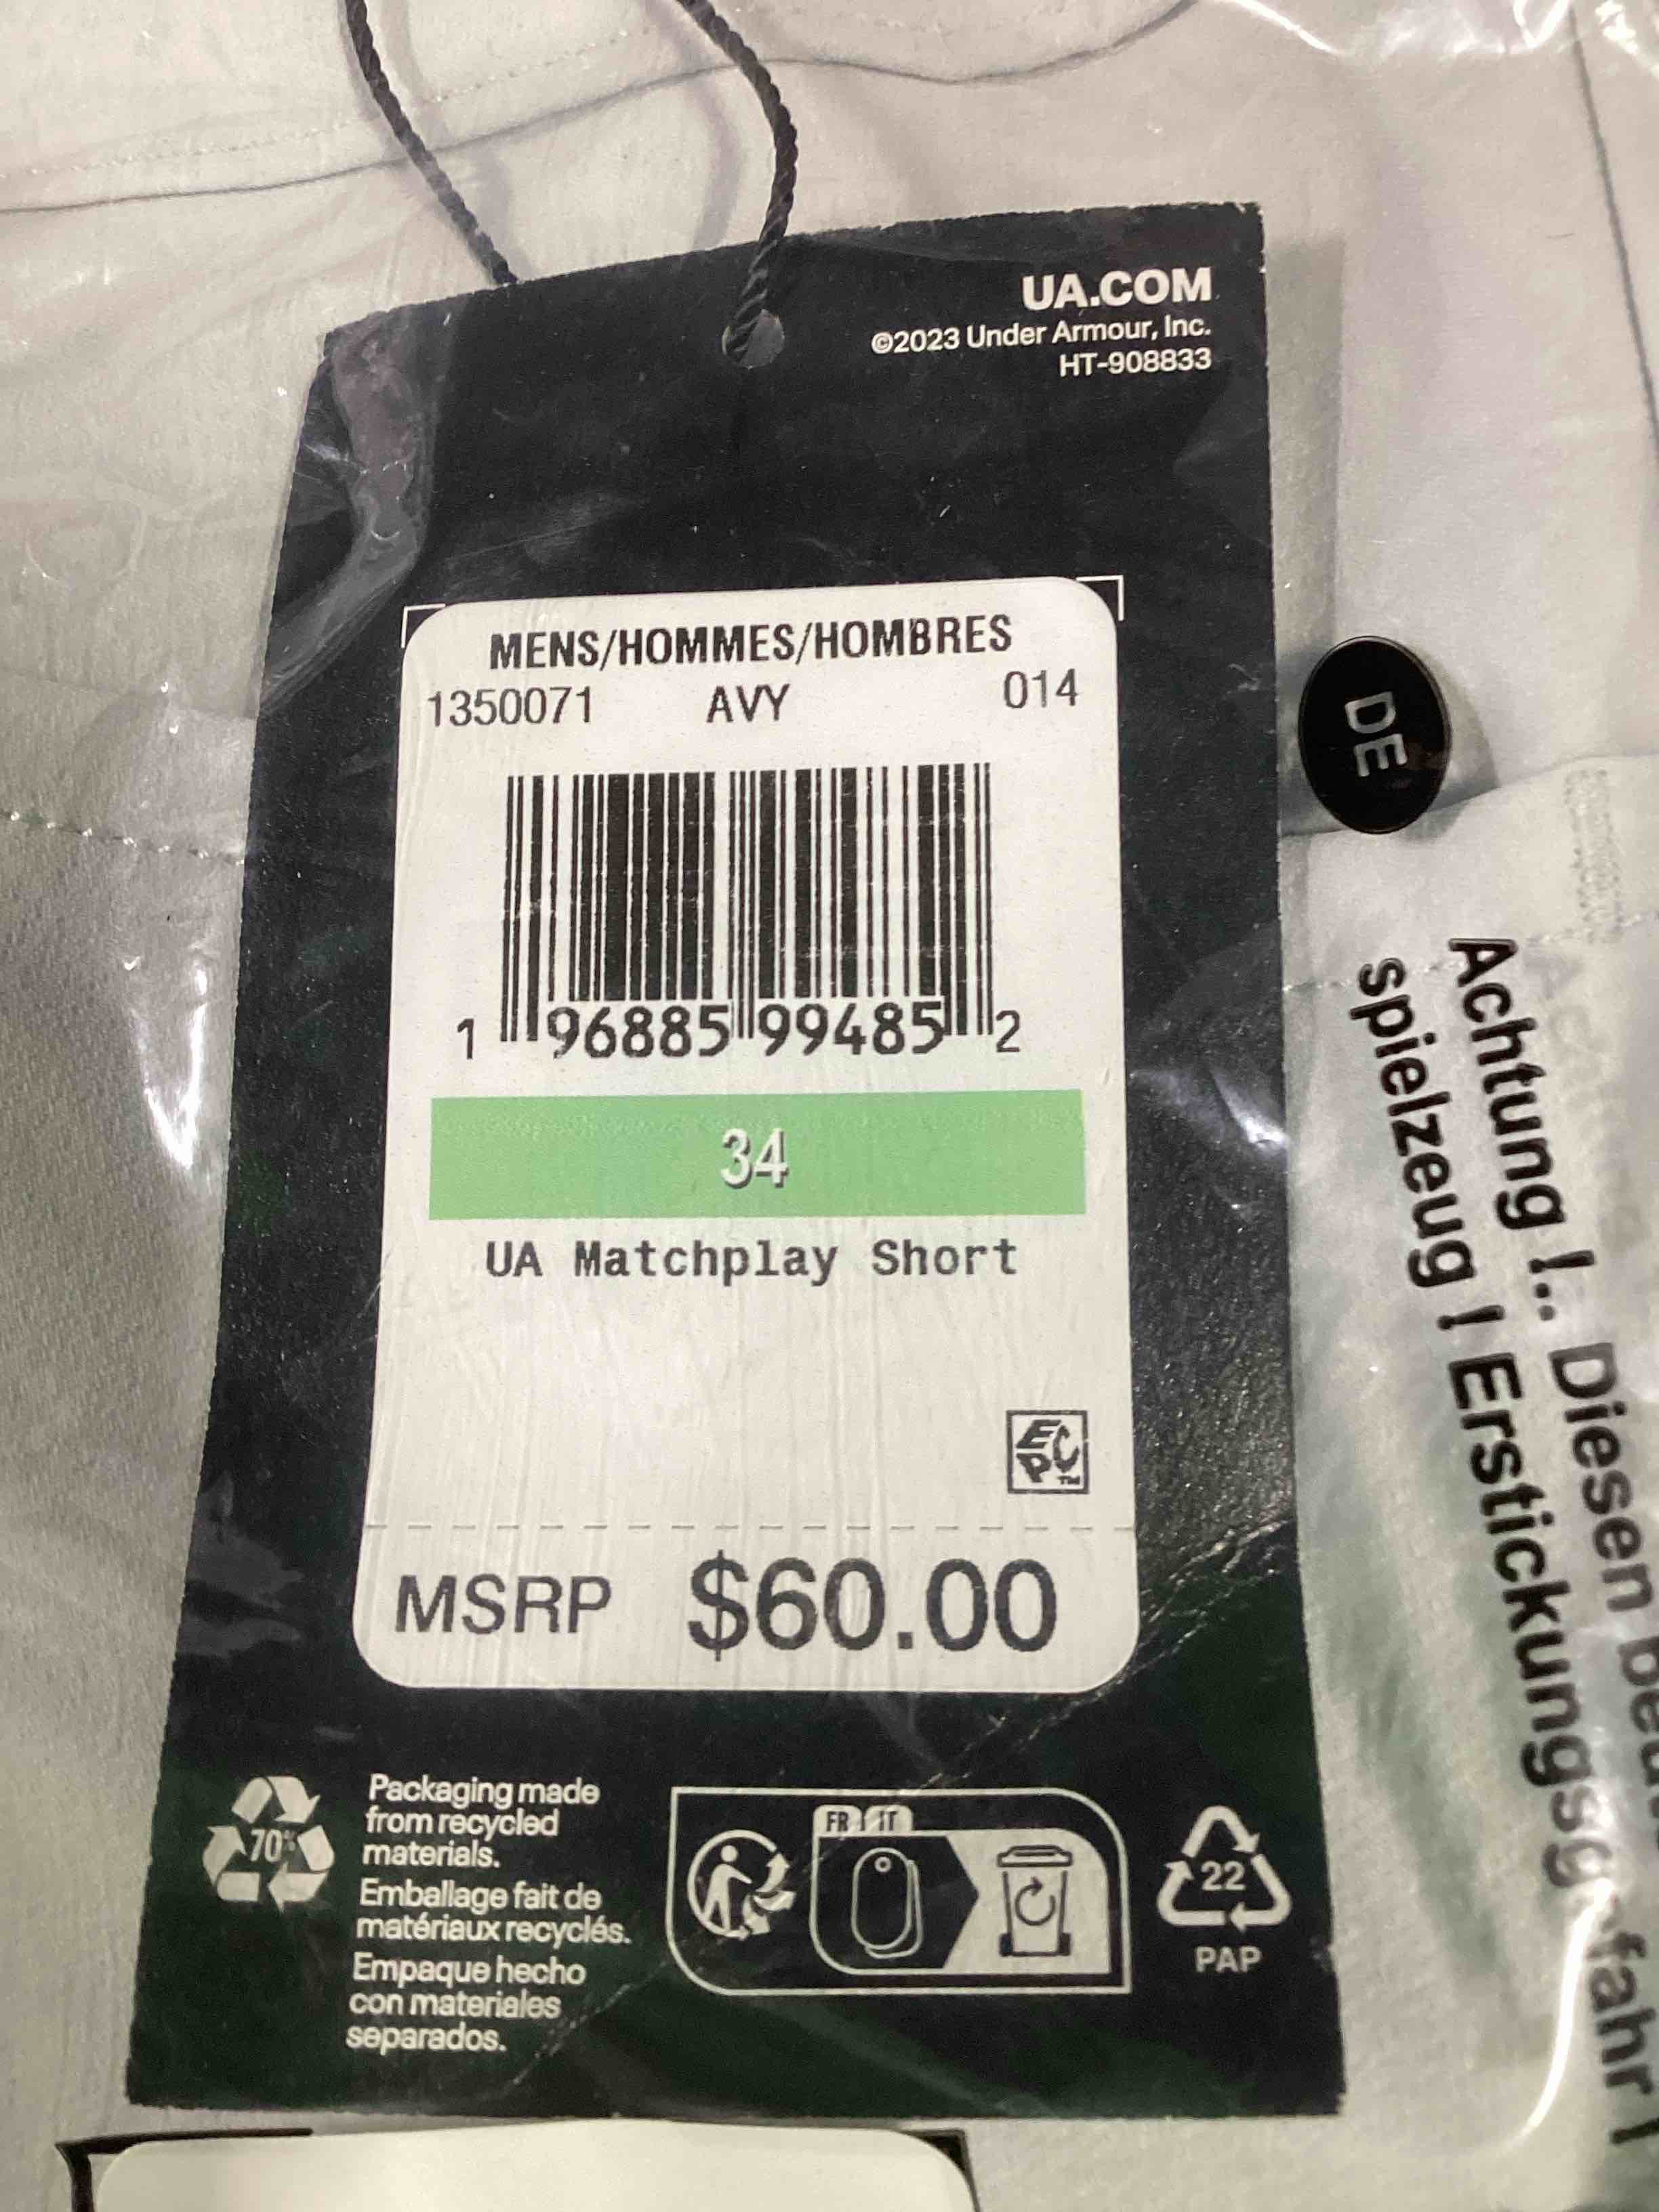 UA.COM
©2023 Under Armour, Inc.
HT-908833
MENS/HOMMES/HOMBRES
1350071 AVY 014
1 96885 99485 2
34
UA Matchplay Short
ECP™
MSRP $60.00
70%
Packaging made
from recycled
materials.
Emballage fait de
matériaux recyclés.
Empaque hecho
con materiales
separados.
FR IT
22
PAP
DE
Achtung !.. Diesen
spielzeug ! Erstickungsgefahr !